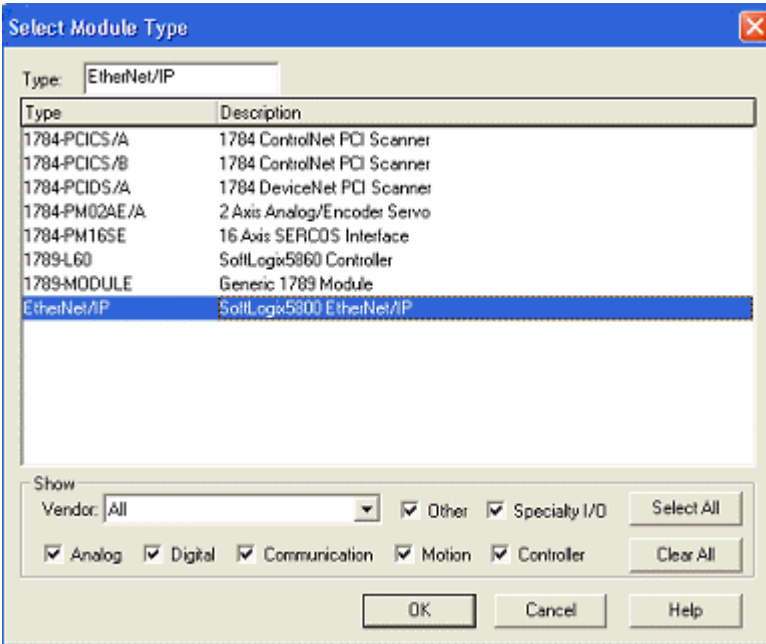 Select Module Type
Type: EtherNet/IP
Type Description
1784-PCICS/A 1784 ControlNet PCI Scanner
1784-PCICS/B 1784 ControlNet PCI Scanner
1784-PCIDS/A 1784 DeviceNet PCI Scanner
1784-PM02AE/A 2 Axis Analog/Encoder Servo
1784-PM16SE 16 Axis SERCOS Interface
1789-L60 SoftLogix5860 Controller
1789-MODULE Generic 1789 Module
EtherNet/IP SoftLogix5800 EtherNet/IP
Show
Vendor: All Other Specialty I/O Select All
Analog Digital Communication Motion Controller Clear All
OK Cancel Help